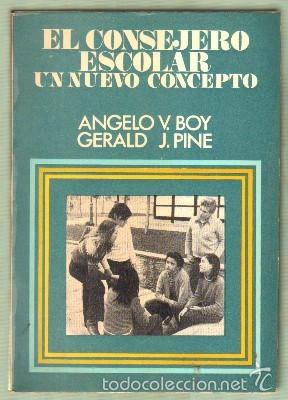 EL CONSEJERO
ESCOLAR
UN NUEVO CONCEPTO
ANGELO V. BOY
GERALD J. PINE
todocoleccion.net